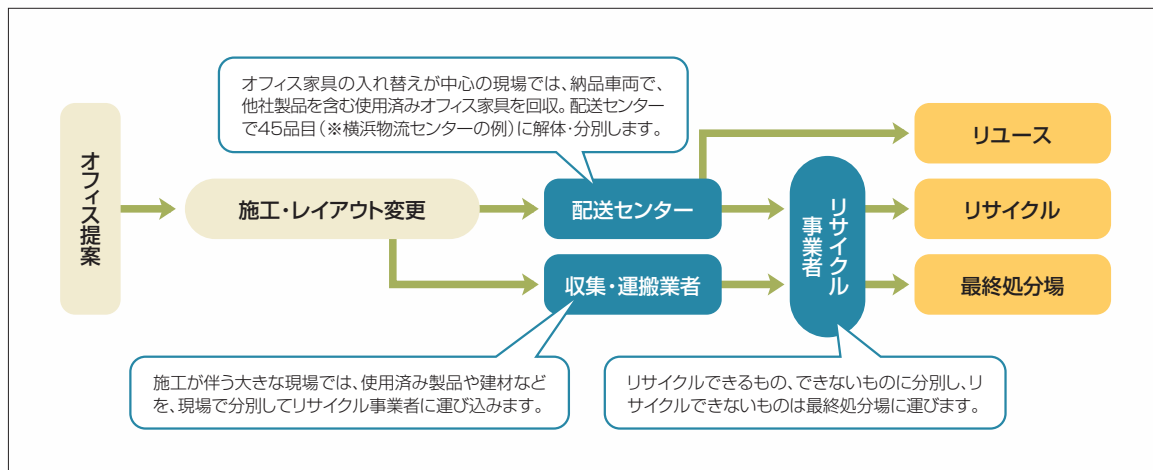 オフィス家具の入れ替えが中心の現場では、納品車両で、
他社製品を含む使用済みオフィス家具を回収。配送センター
で45品目(※横浜物流センターの例)に解体・分別します。
オフィス提案
施工・レイアウト変更
配送センター
収集・運搬業者
リサイクル
事業者
リユース
リサイクル
最終処分場
施工が伴う大きな現場では、使用済み製品や建材など
を、現場で分別してリサイクル事業者に運び込みます。
リサイクルできるもの、できないものに分別し、リ
サイクルできないものは最終処分場に運びます。